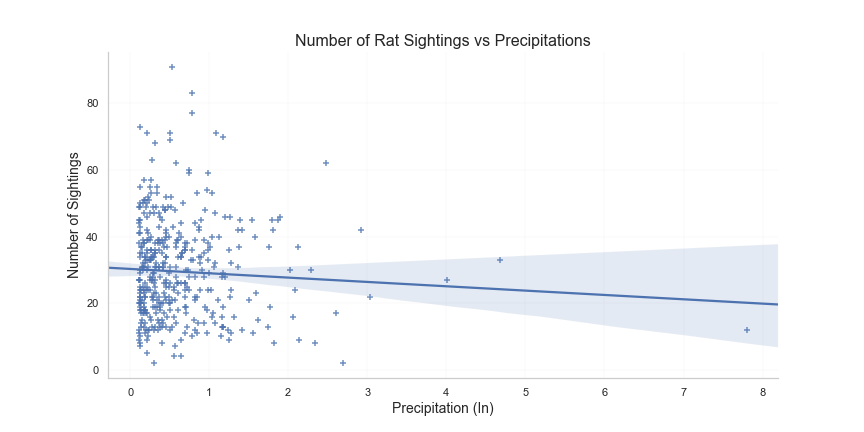 Number of Rat Sightings vs Precipitations
Number of Sightings
80
60
40
20
0
0 1 2 3 4 5 6 7 8
Precipitation (In)